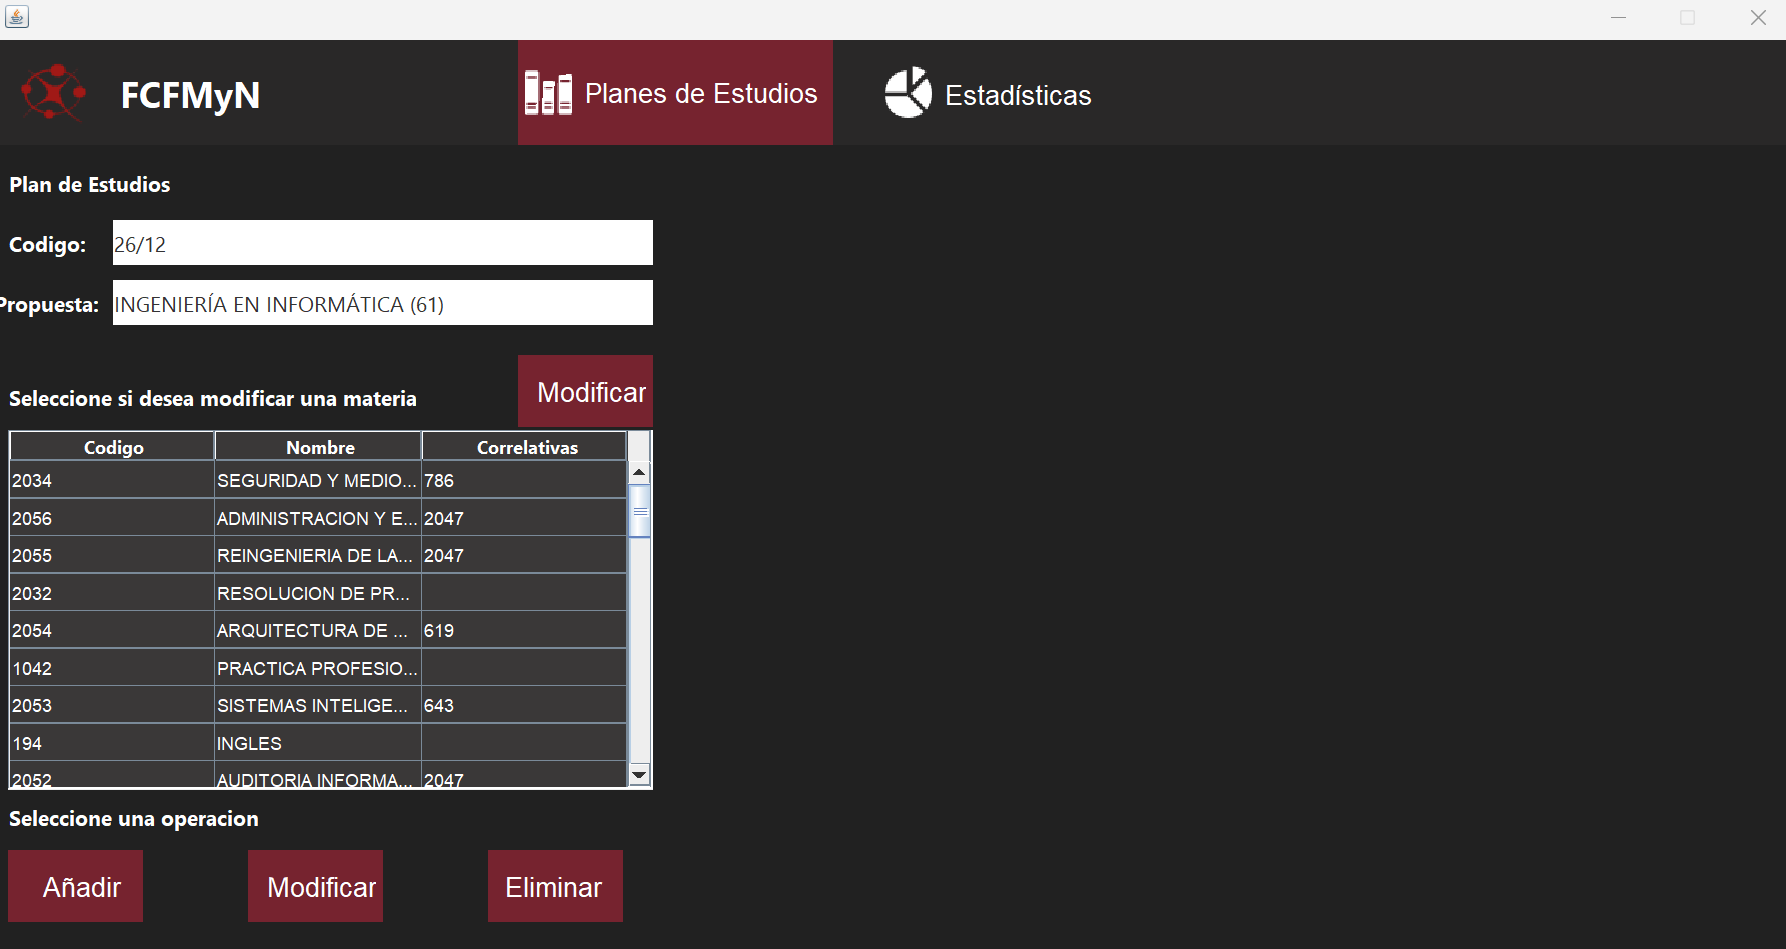 FCFMyN
Planes de Estudios
Estadísticas
Plan de Estudios
Codigo: 26/12
Propuesta: INGENIERÍA EN INFORMÁTICA (61)
Modificar
Seleccione si desea modificar una materia
Codigo Nombre Correlativas
2034 SEGURIDAD Y MEDIO... 786
2056 ADMINISTRACION Y E... 2047
2055 REINGENIERIA DE LA... 2047
2032 RESOLUCION DE PR...
2054 ARQUITECTURA DE ... 619
1042 PRACTICA PROFESIO...
2053 SISTEMAS INTELIGE... 643
194 INGLES
2052 AUDITORIA INFORMA... 2047
Seleccione una operacion
Añadir Modificar Eliminar